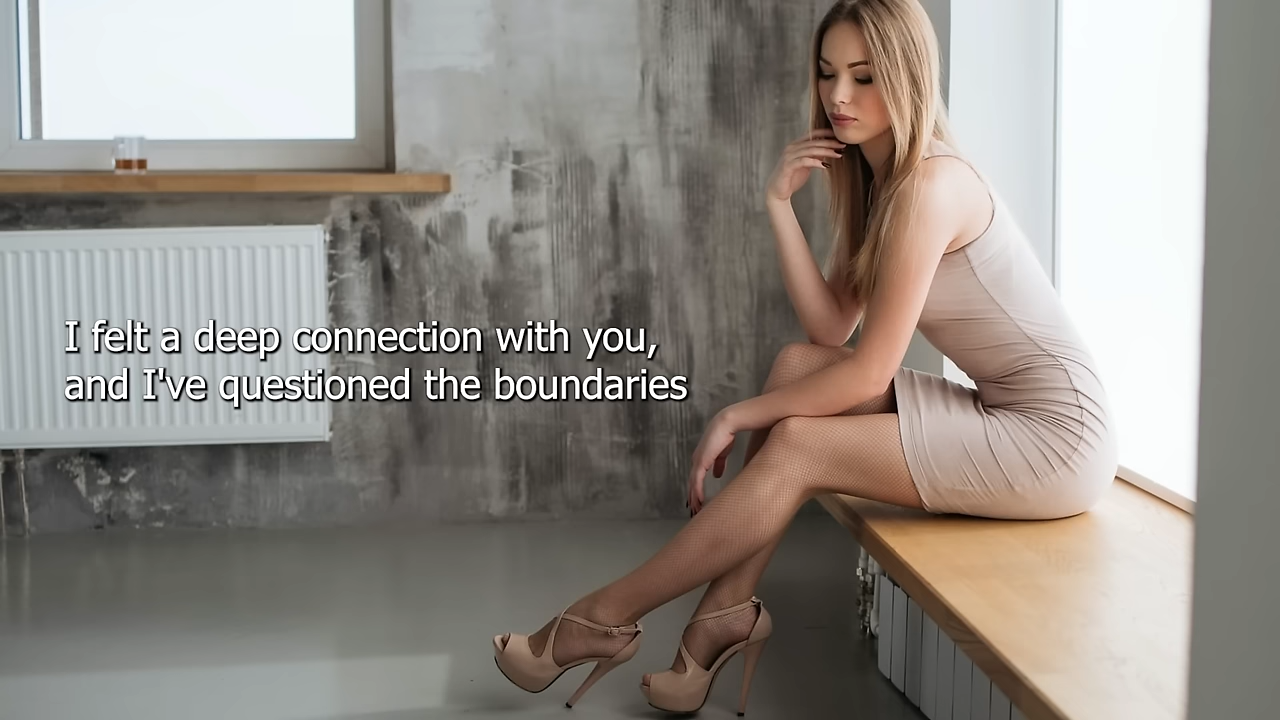 I felt a deep connection with you,
and I've questioned the boundaries